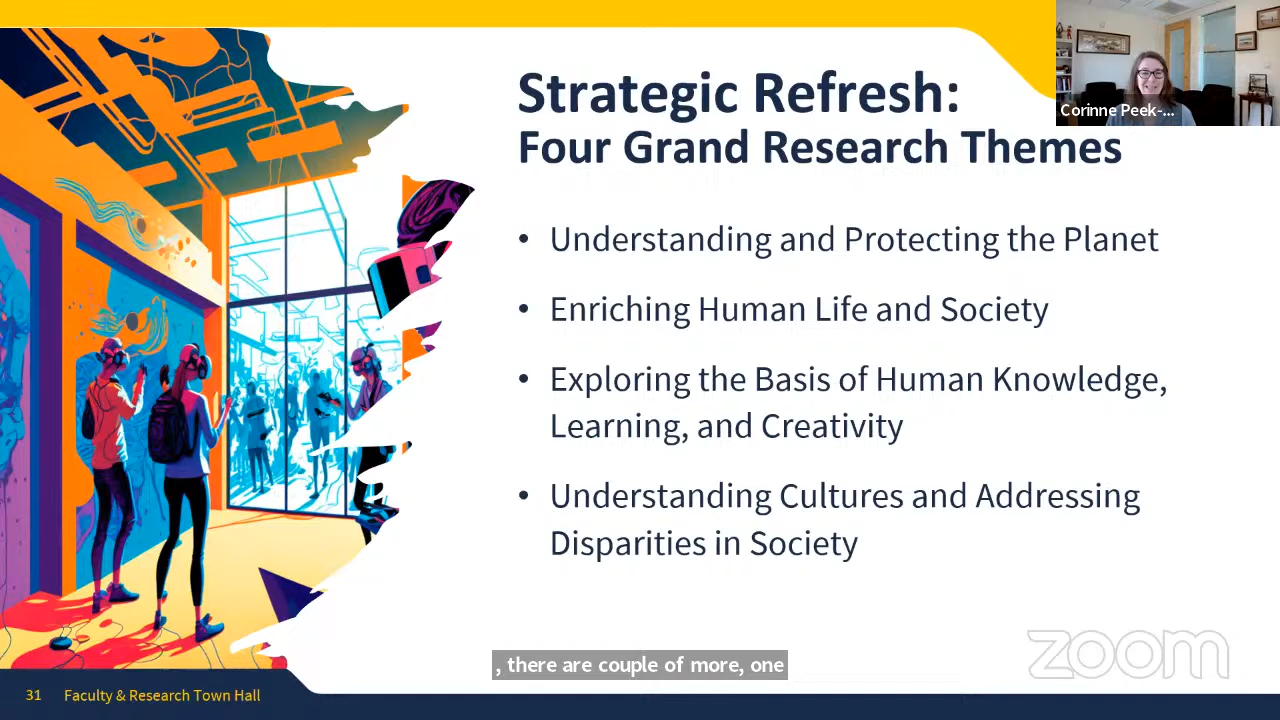 Strategic Refresh:
Four Grand Research Themes
Corinne Peek-...
• Understanding and Protecting the Planet
• Enriching Human Life and Society
• Exploring the Basis of Human Knowledge,
Learning, and Creativity
• Understanding Cultures and Addressing
Disparities in Society
zoom
, there are couple of more, one
31 Faculty & Research Town Hall